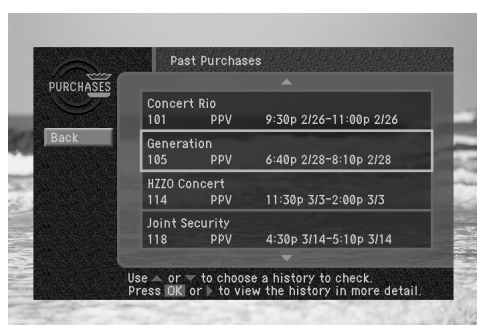 Past Purchases
PURCHASES
Back
Concert Rio
101 PPV 9:30p 2/26-11:00p 2/26
Generation
105 PPV 6:40p 2/28-8:10p 2/28
HZZO Concert
114 PPV 11:30p 3/3-2:00p 3/3
Joint Security
118 PPV 4:30p 3/14-5:10p 3/14
Use ▲ or ▼ to choose a history to check.
Press OK or ▶ to view the history in more detail.